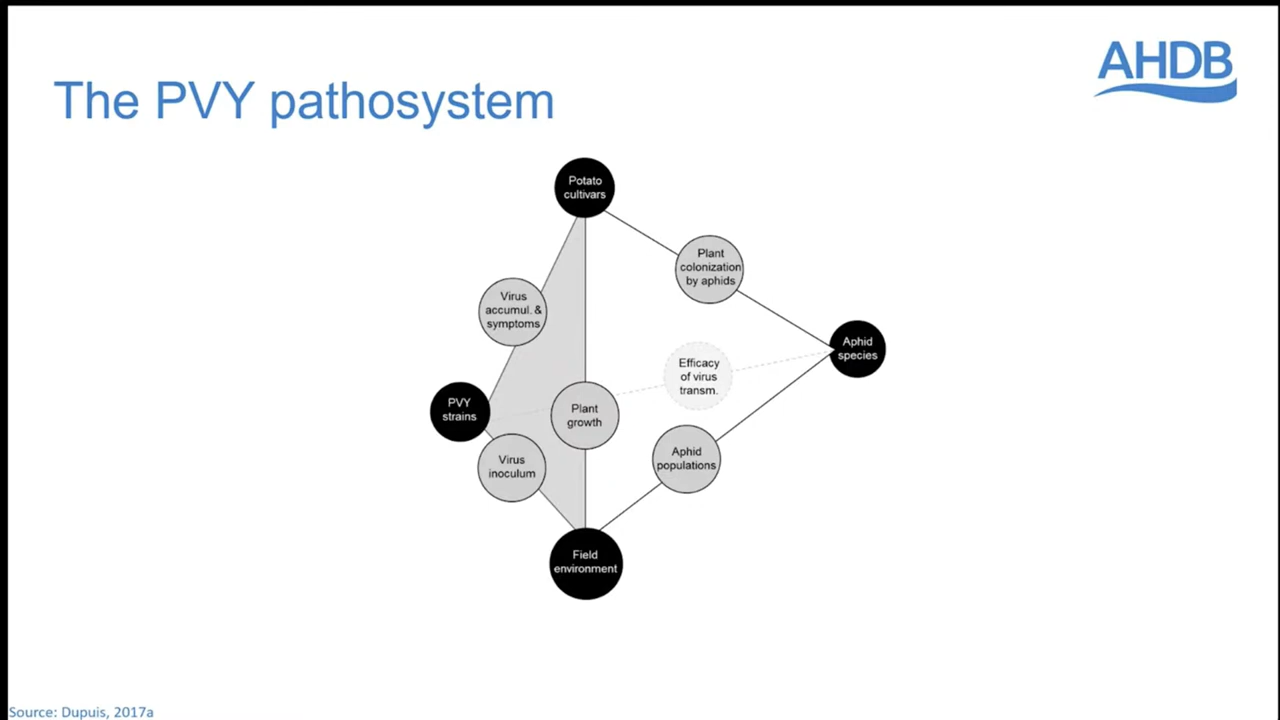 AHDB
The PVY pathosystem
Potato
cultivars
Plant
colonization
by aphids
Virus
accumul. &
symptoms
Aphid
species
Efficacy
of virus
transm.
PVY
strains
Plant
growth
Aphid
populations
Virus
inoculum
Field
environment
Source: Dupuis, 2017a